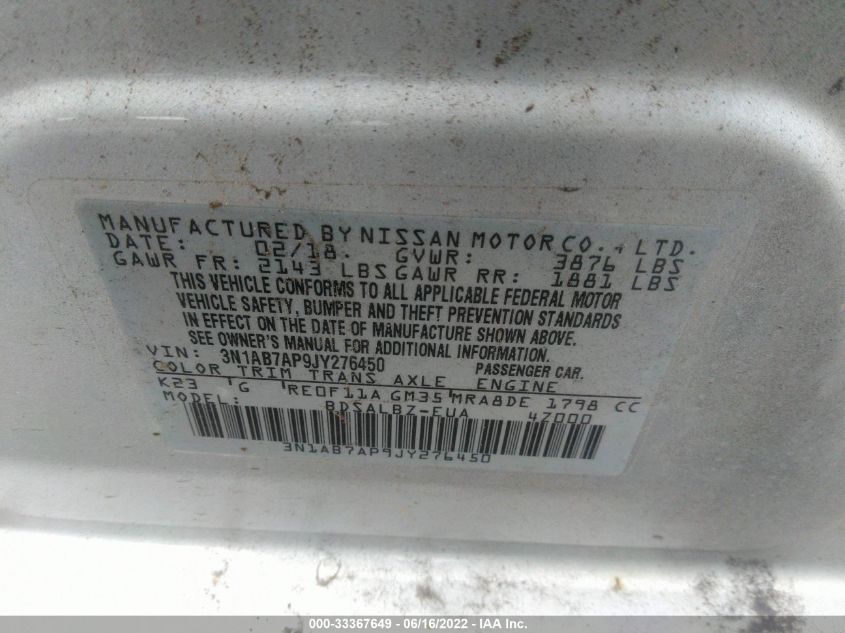 MANUFACTURED BY NISSAN MOTOR CO., LTD.
DATE: 02/18. GVWR: 3876 LBS
GAWR FR: 2143 LBS GAWR RR: 1881 LBS
THIS VEHICLE CONFORMS TO ALL APPLICABLE FEDERAL MOTOR
VEHICLE SAFETY, BUMPER AND THEFT PREVENTION STANDARDS
IN EFFECT ON THE DATE OF MANUFACTURE SHOWN ABOVE.
SEE OWNER'S MANUAL FOR ADDITIONAL INFORMATION.
VIN: 3N1AB7AP9JY276450 PASSENGER CAR.
COLOR TRIM TRANS AXLE ENGINE
K23 G RE0F11A GM35 MRA8DE 1798 CC
MODEL: BDSALBZ-EUA 4Z000
3N1AB7AP9JY276450
000-33367649 - 06/16/2022 - IAA Inc.